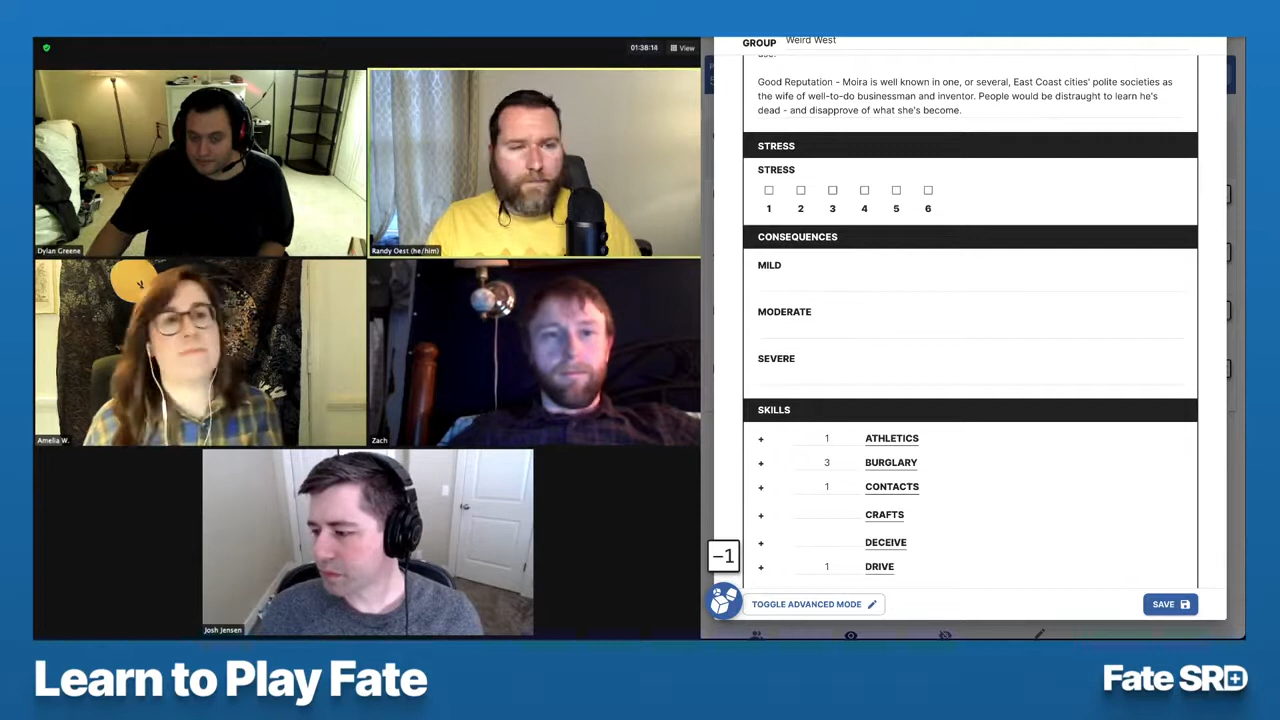 01:38:14
View
Dylan Greene
Randy Oest (he/him)
Amelia W.
Zach
Josh Jensen
GROUP Weird West
use.
Good Reputation - Moira is well known in one, or several, East Coast cities' polite societies as
the wife of well-to-do businessman and inventor. People would be distraught to learn he's
dead - and disapprove of what she's become.
STRESS
STRESS
1 2 3 4 5 6
CONSEQUENCES
MILD
MODERATE
SEVERE
SKILLS
+ 1 ATHLETICS
+ 3 BURGLARY
+ 1 CONTACTS
+ CRAFTS
+ DECEIVE
+ 1 DRIVE
−1
TOGGLE ADVANCED MODE
SAVE
Learn to Play Fate
Fate SRD